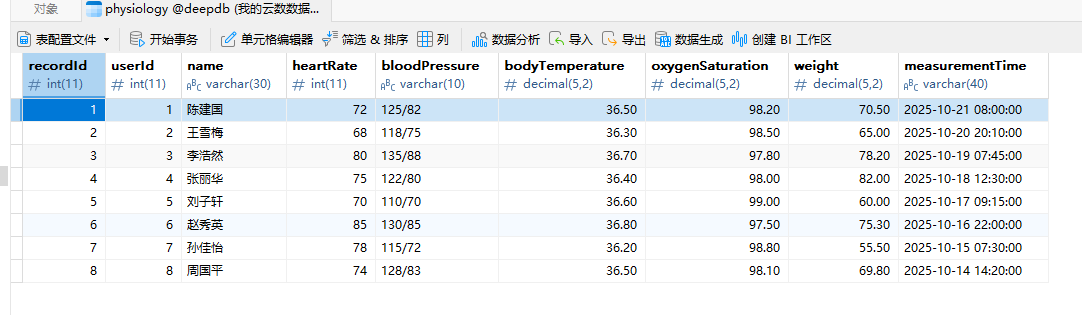 对象 physiology @deepdb (我的云数数据...
表配置文件 开始事务 单元格编辑器 筛选 & 排序 列 数据分析 导入 导出 数据生成 创建 BI 工作区
recordId userId name heartRate bloodPressure bodyTemperature oxygenSaturation weight measurementTime
# int(11) # int(11) ABC varchar(30) # int(11) ABC varchar(10) # decimal(5,2) # decimal(5,2) # decimal(5,2) ABC varchar(40)
1 1 陈建国 72 125/82 36.50 98.20 70.50 2025-10-21 08:00:00
2 2 王雪梅 68 118/75 36.30 98.50 65.00 2025-10-20 20:10:00
3 3 李浩然 80 135/88 36.70 97.80 78.20 2025-10-19 07:45:00
4 4 张丽华 75 122/80 36.40 98.00 82.00 2025-10-18 12:30:00
5 5 刘子轩 70 110/70 36.60 99.00 60.00 2025-10-17 09:15:00
6 6 赵秀英 85 130/85 36.80 97.50 75.30 2025-10-16 22:00:00
7 7 孙佳怡 78 115/72 36.20 98.80 55.50 2025-10-15 07:30:00
8 8 周国平 74 128/83 36.50 98.10 69.80 2025-10-14 14:20:00